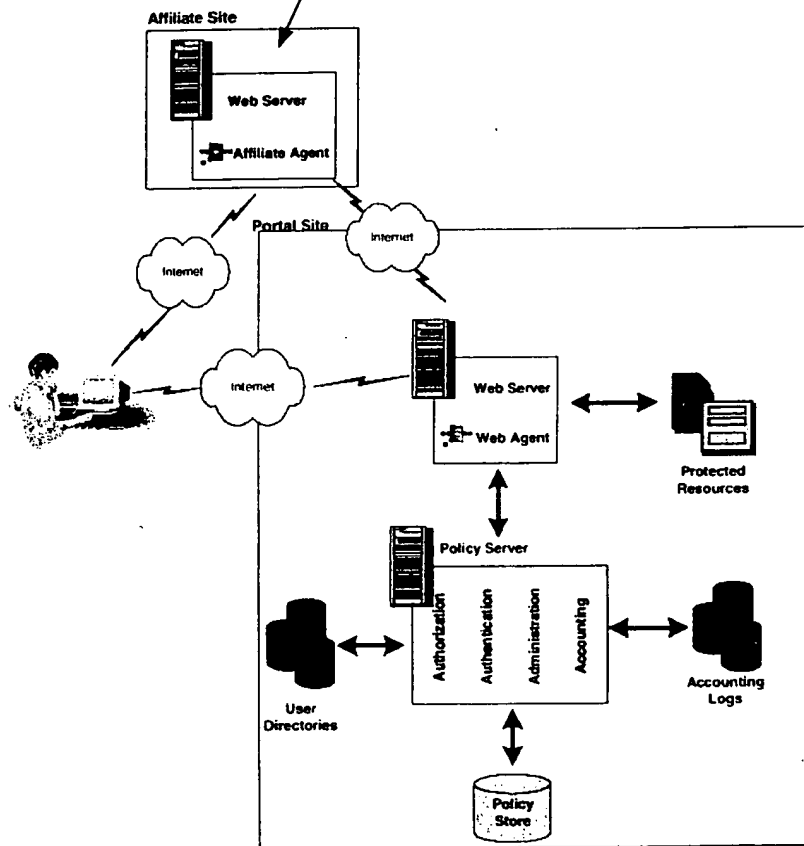 Affiliate Site
Web Server
Affiliate Agent
Portal Site
Internet
Internet
Internet
Web Server
Web Agent
Protected
Resources
Policy Server
Authorization
Authentication
Administration
Accounting
User
Directories
Accounting
Logs
Policy
Store